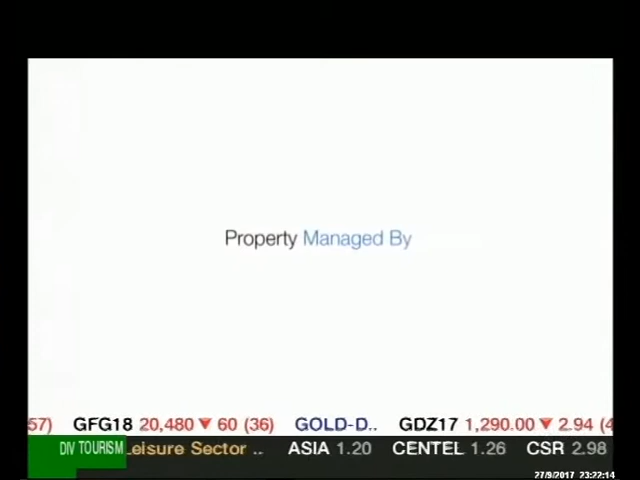 Property Managed By
57) GFG18 20,480 ▼ 60 (36) GOLD-D.. GDZ17 1,290.00 ▼ 2.94 (4
DIV TOURISM eisure Sector .. ASIA 1.20 CENTEL 1.26 CSR 2.98
27/9/2017 23:22:14